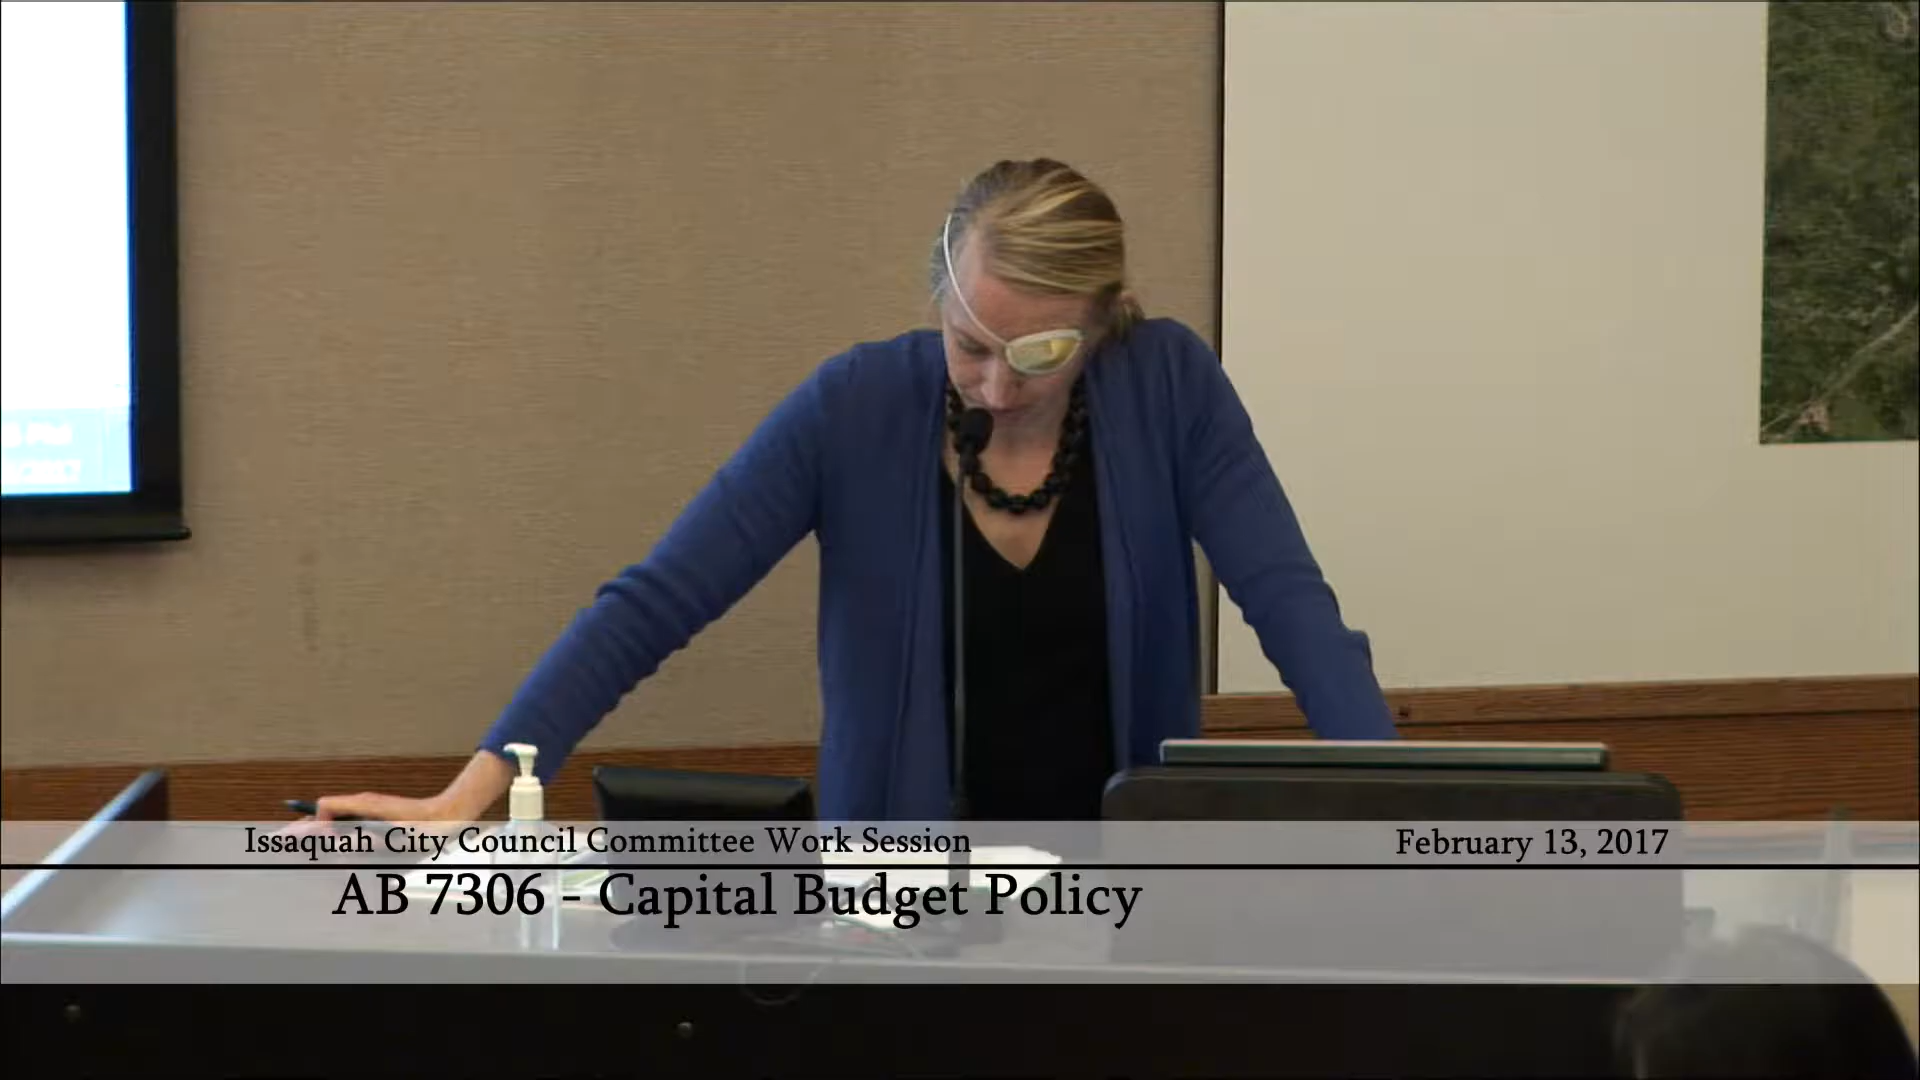 Issaquah City Council Committee Work Session
February 13, 2017
AB 7306 - Capital Budget Policy